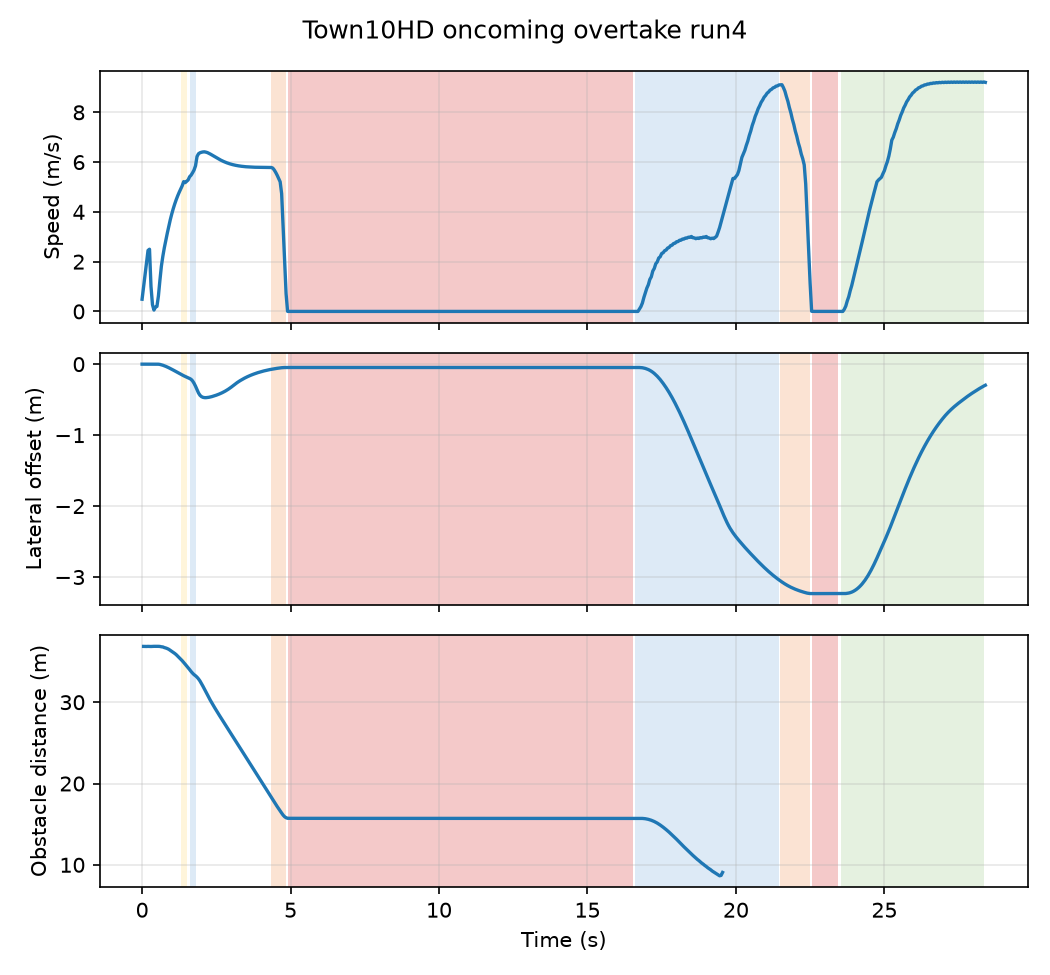 Town10HD oncoming overtake run4
Speed (m/s)
8
6
4
2
0
Lateral offset (m)
0
−1
−2
−3
Obstacle distance (m)
30
20
10
0 5 10 15 20 25
Time (s)